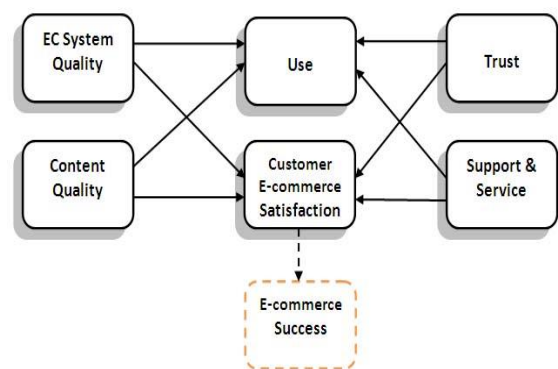 EC System
Quality
Use
Trust
Content
Quality
Customer
E-commerce
Satisfaction
Support &
Service
E-commerce
Success